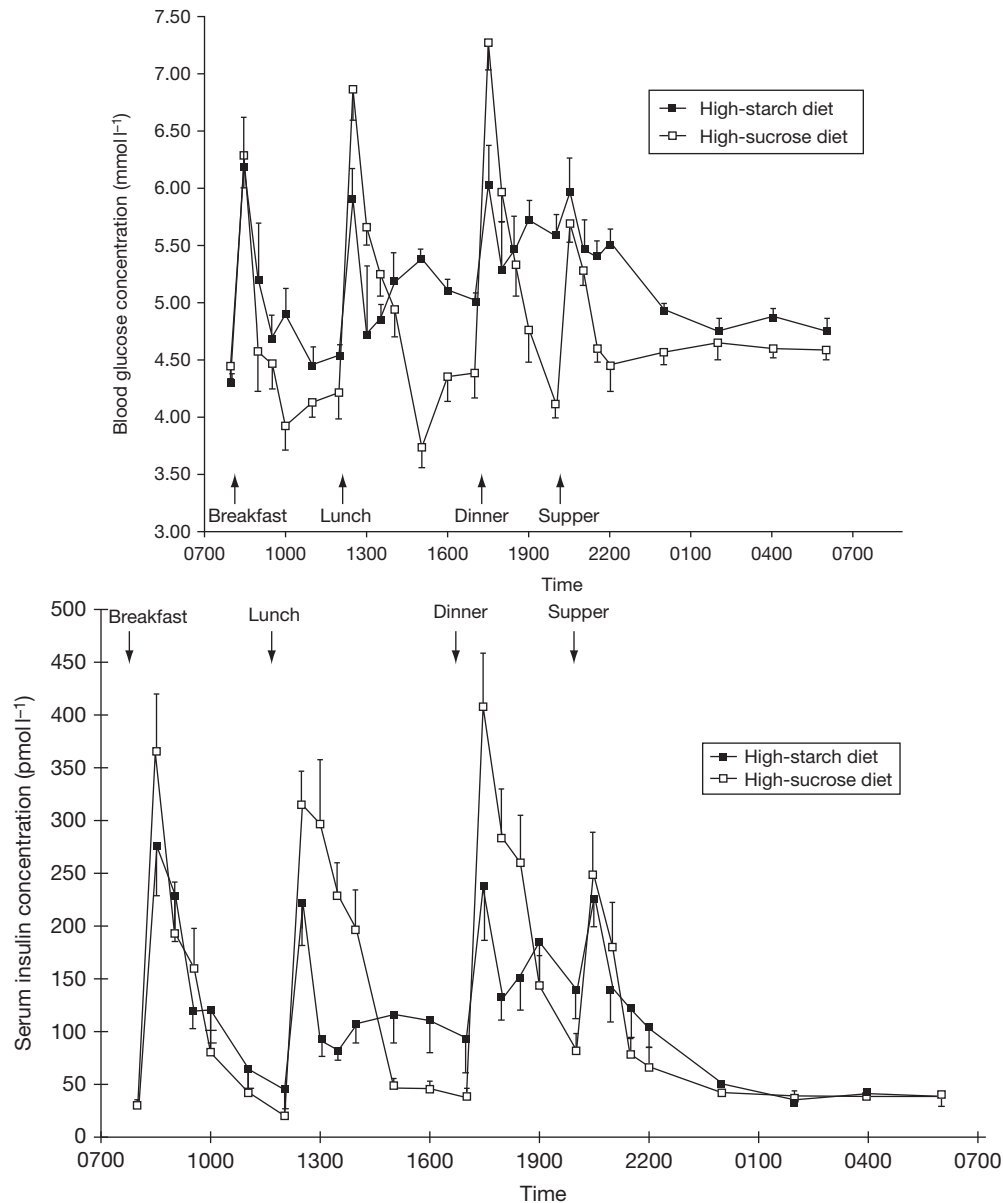 7.50
7.00
6.50
6.00
5.50
5.00
4.50
4.00
3.50
3.00
Blood glucose concentration (mmol l⁻¹)
High-starch diet
High-sucrose diet
Breakfast Lunch Dinner Supper
0700 1000 1300 1600 1900 2200 0100 0400 0700
Time
500
450
400
350
300
250
200
150
100
50
0
Serum insulin concentration (pmol l⁻¹)
Breakfast Lunch Dinner Supper
High-starch diet
High-sucrose diet
0700 1000 1300 1600 1900 2200 0100 0400 0700
Time